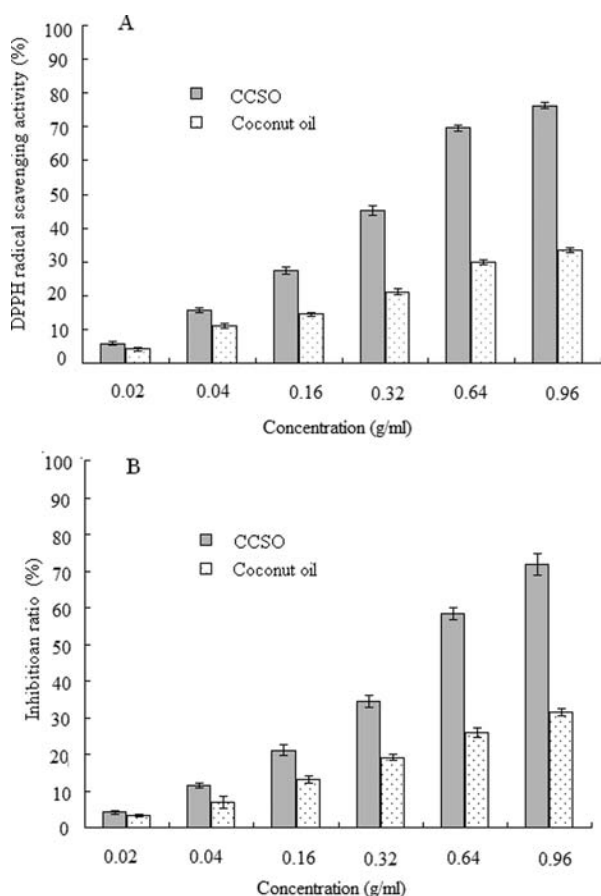 A
DPPH radical scavenging activity (%)
100
90
80
70
60
50
40
30
20
10
0
CCSO
Coconut oil
0.02 0.04 0.16 0.32 0.64 0.96
Concentration (g/ml)
B
Inhibitioan ratio (%)
100
90
80
70
60
50
40
30
20
10
0
CCSO
Coconut oil
0.02 0.04 0.16 0.32 0.64 0.96
Concentration (g/ml)